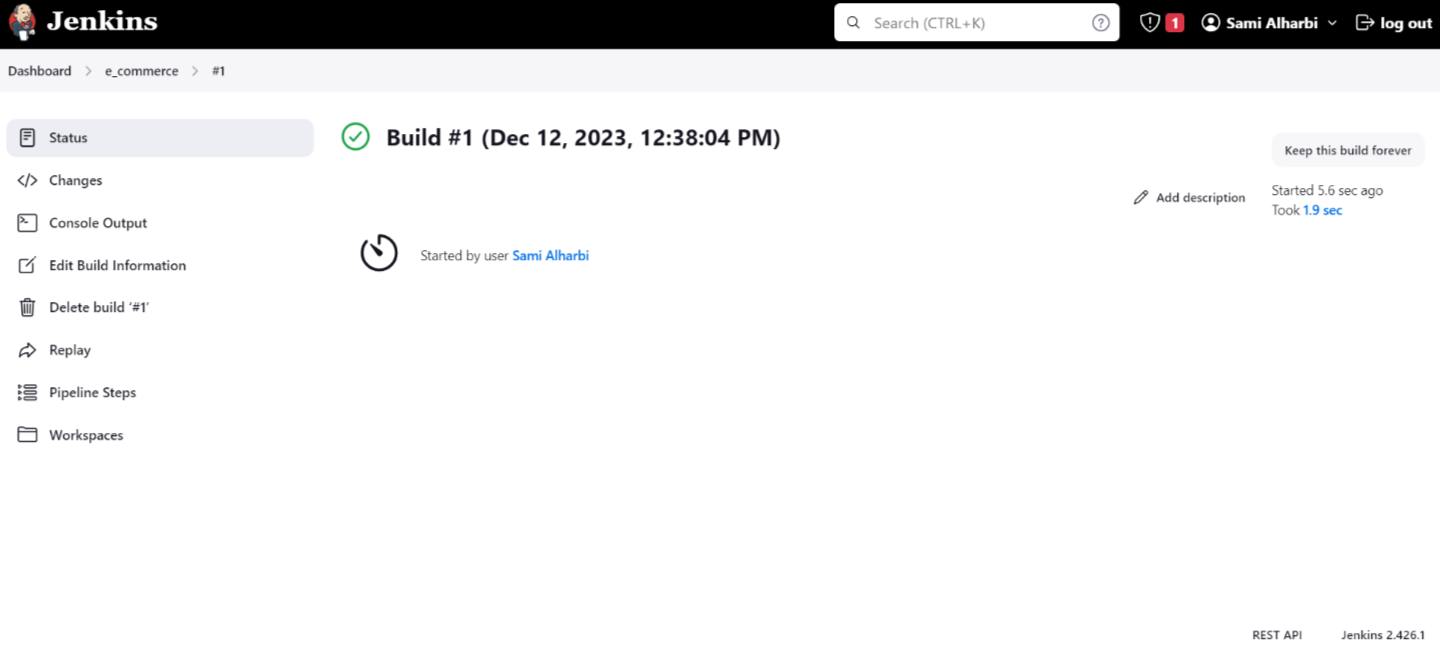 Jenkins
Search (CTRL+K)
1
Sami Alharbi
log out
Dashboard > e_commerce > #1
Status
Changes
Console Output
Edit Build Information
Delete build ‘#1’
Replay
Pipeline Steps
Workspaces
Build #1 (Dec 12, 2023, 12:38:04 PM)
Keep this build forever
Add description
Started 5.6 sec ago
Took 1.9 sec
Started by user Sami Alharbi
REST API
Jenkins 2.426.1